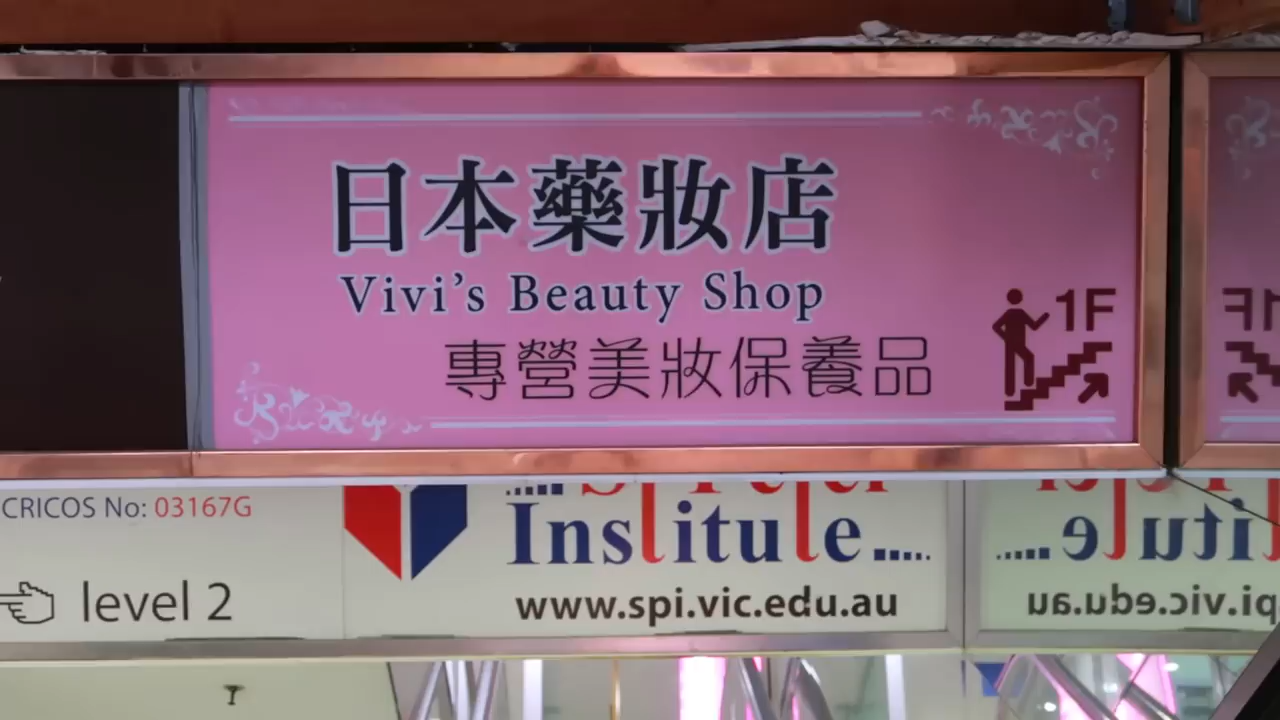 日本藥妝店
Vivi's Beauty Shop
專營美妝保養品
1F
CRICOS No: 03167G
level 2
Institute
www.spi.vic.edu.au